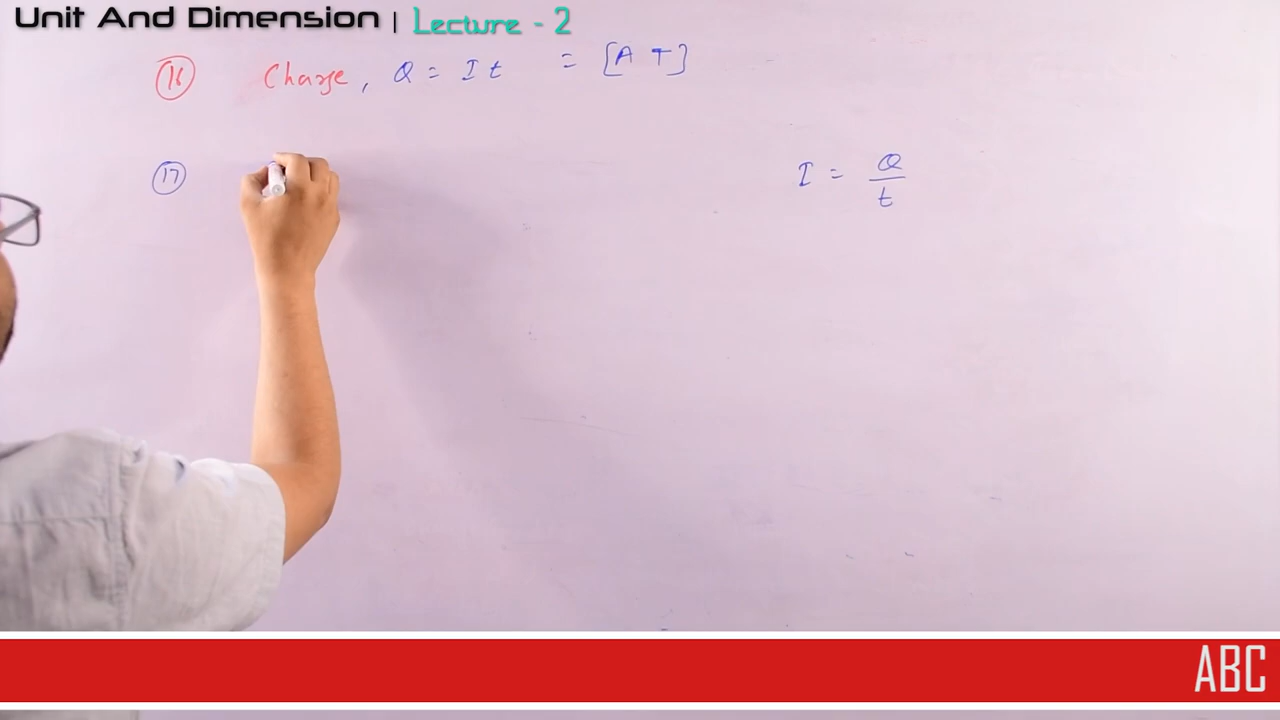 Unit And Dimension | Lecture - 2
16 Charge, Q = I t = [A T]
17
I = Q / t
ABC